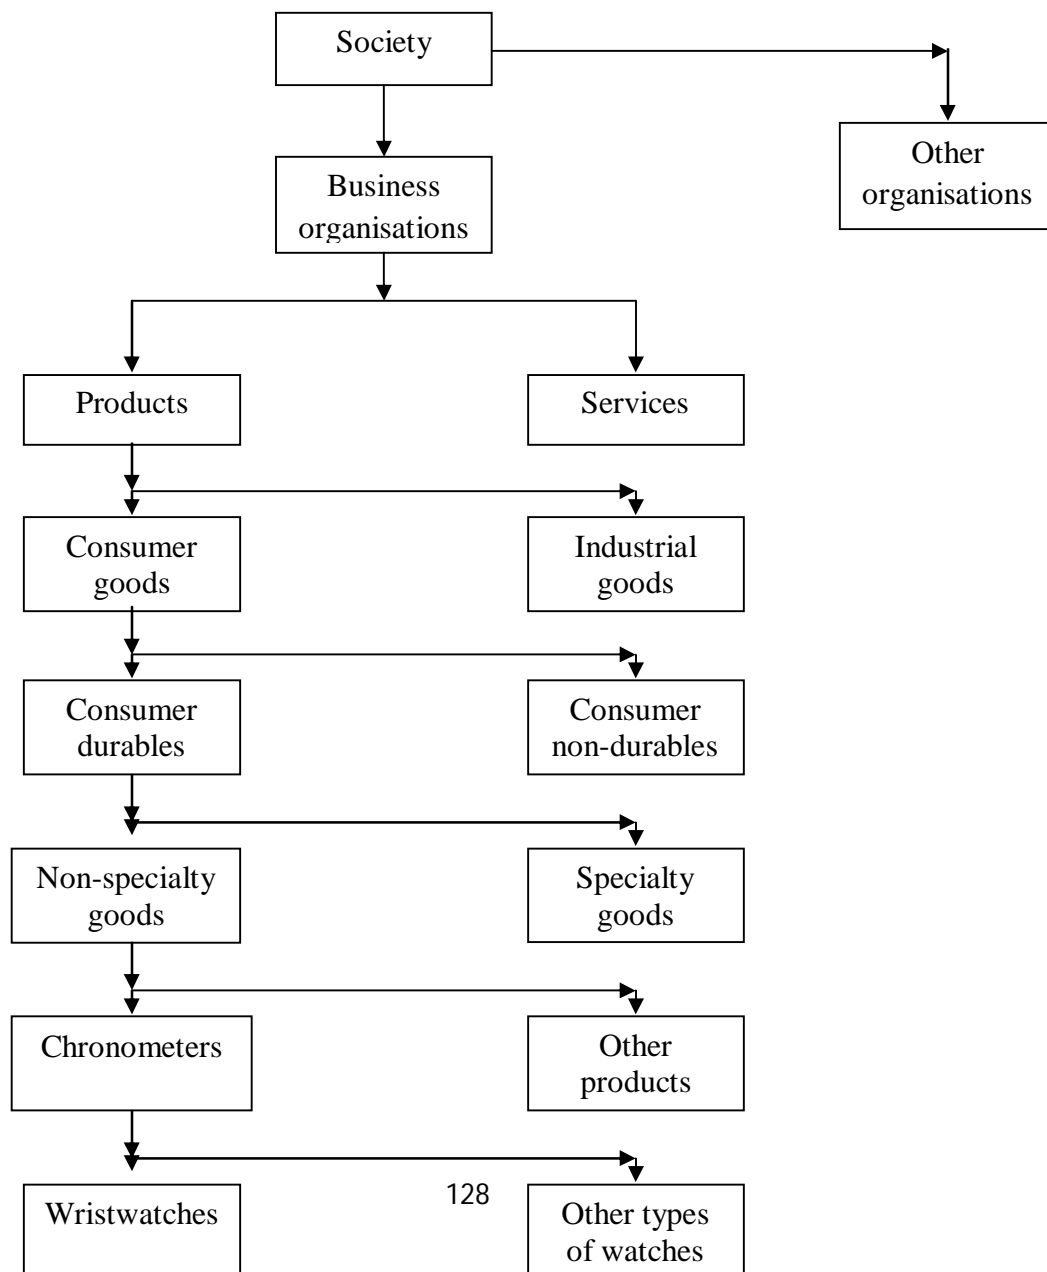 Society
Other
organisations
Business
organisations
Products
Services
Consumer
goods
Industrial
goods
Consumer
durables
Consumer
non-durables
Non-specialty
goods
Specialty
goods
Chronometers
Other
products
Wristwatches
128
Other types
of watches